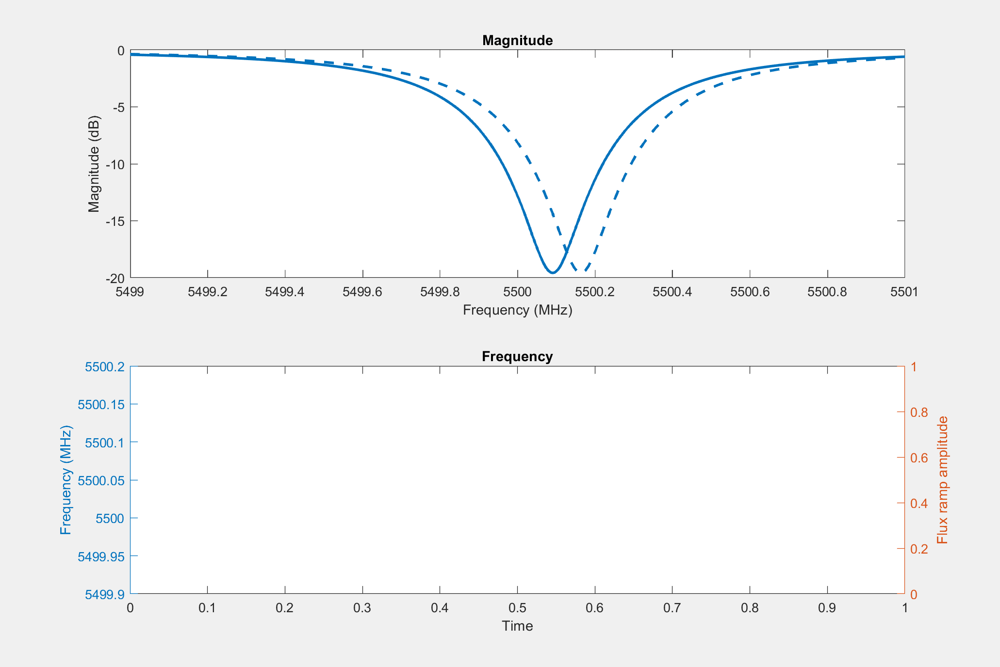 Magnitude
0
-5
-10
-15
-20
Magnitude (dB)
5499 5499.2 5499.4 5499.6 5499.8 5500 5500.2 5500.4 5500.6 5500.8 5501
Frequency (MHz)
Frequency
5500.2
5500.15
5500.1
5500.05
5500
5499.95
5499.9
Frequency (MHz)
1
0.8
0.6
0.4
0.2
0
Flux ramp amplitude
0 0.1 0.2 0.3 0.4 0.5 0.6 0.7 0.8 0.9 1
Time